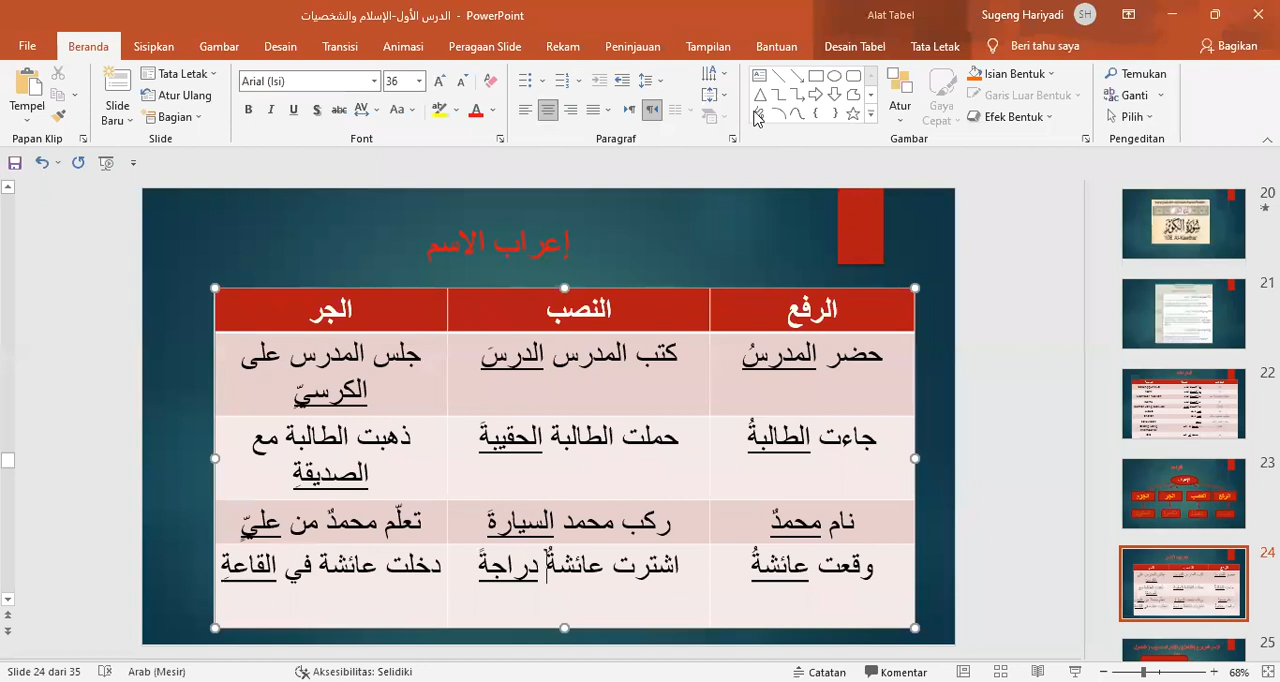 الدرس الأول-الإسلام والشخصيات - PowerPoint
Alat Tabel
Sugeng Hariyadi
SH
File Beranda Sisipkan Gambar Desain Transisi Animasi Peragaan Slide Rekam Peninjauan Tampilan Bantuan Desain Tabel Tata Letak Beri tahu saya Bagikan
Tempel
Slide Baru
Tata Letak
Atur Ulang
Bagian
Arial (Isi) 36
B I U S abc AV Aa
Atur
Gaya Cepat
Isian Bentuk
Garis Luar Bentuk
Efek Bentuk
Temukan
Ganti
Pilih
Papan Klip Slide Font Paragraf Gambar Pengeditan
إعراب الاسم
الرفع النصب الجر
حضر المدرسُ كتب المدرس الدرسَ جلس المدرس على
الكرسيِّ
جاءت الطالبةُ حملت الطالبة الحقيبةَ ذهبت الطالبة مع
الصديقةِ
نام محمدٌ ركب محمد السيارةَ تعلّم محمدٌ من عليٍّ
وقعت عائشةُ اشترت عائشةُ دراجةً دخلت عائشة في القاعةِ
20
21
22
23
24
25
Slide 24 dari 35 Arab (Mesir) Aksesibilitas: Selidiki Catatan Komentar 68%